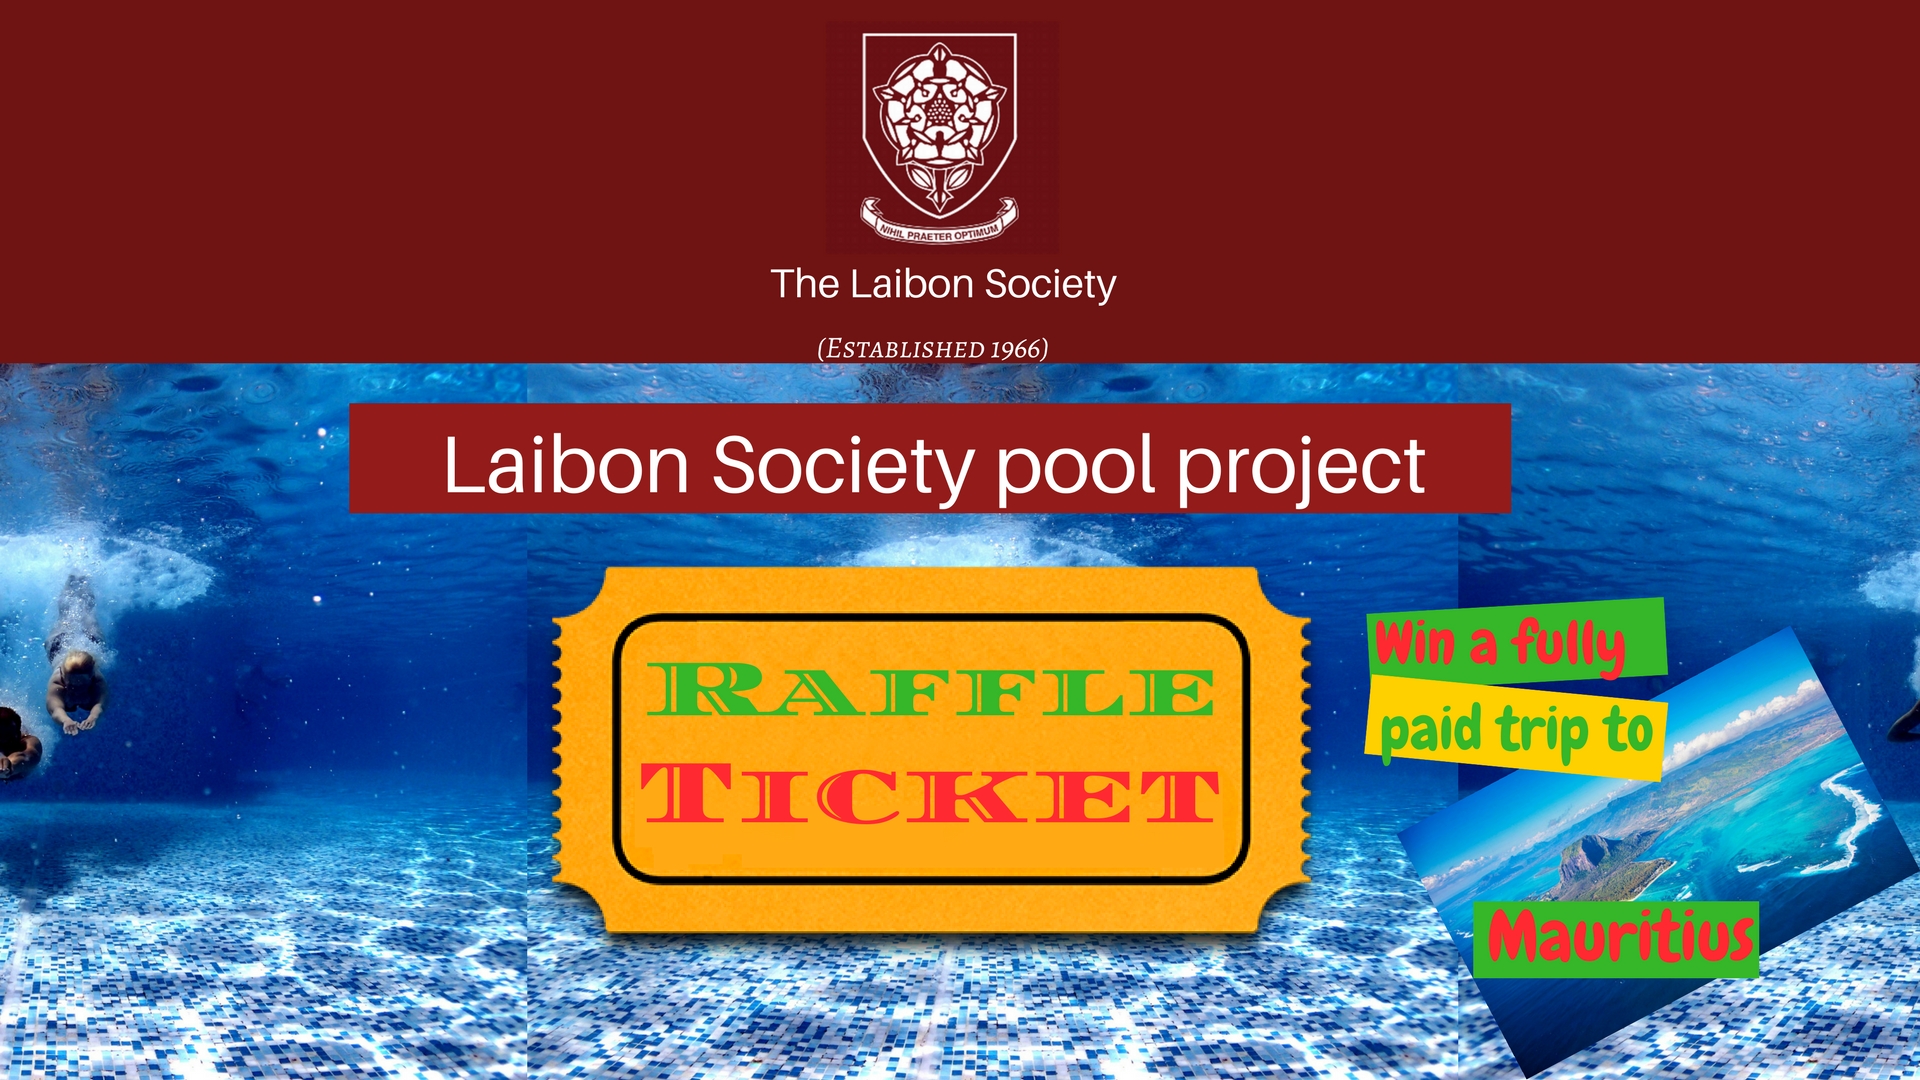 NIHIL PRAETER OPTIMUM
The Laibon Society
(ESTABLISHED 1966)
Laibon Society pool project
RAFFLE
TICKET
Win a fully
paid trip to
Mauritius